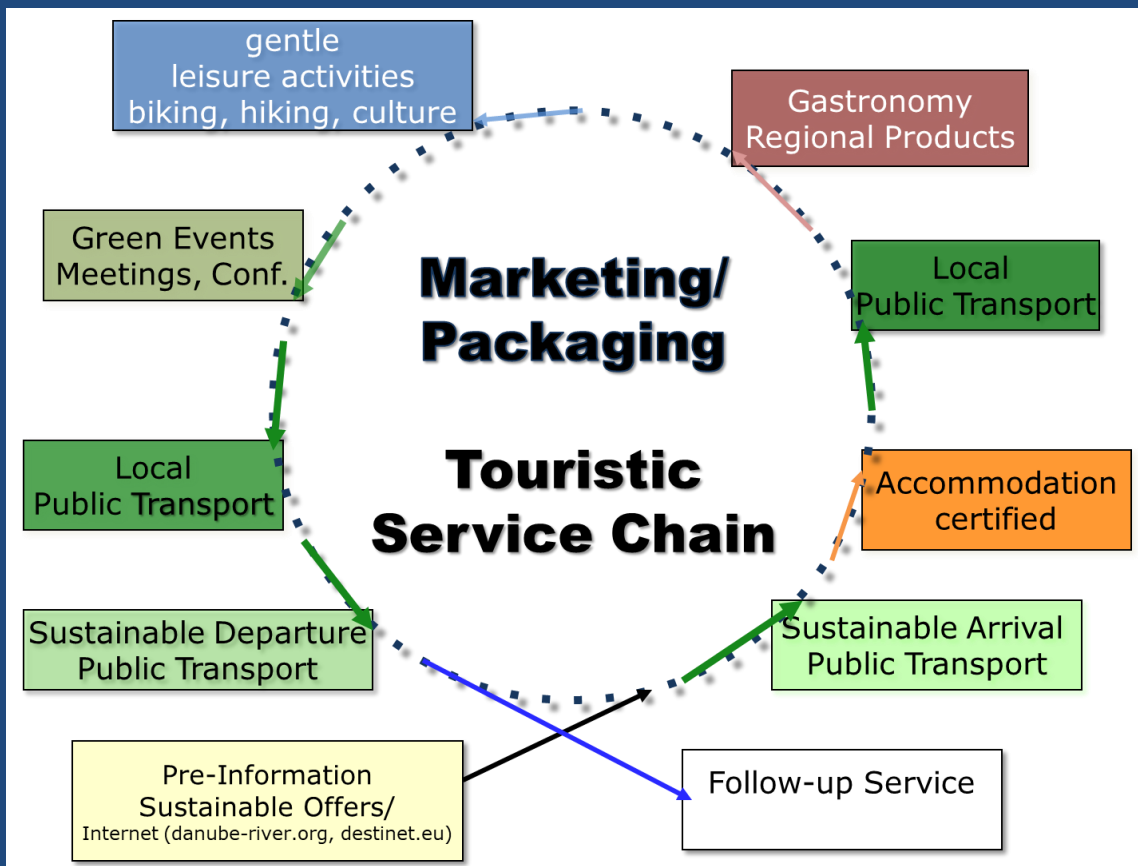 gentle
leisure activities
biking, hiking, culture
Gastronomy
Regional Products
Green Events
Meetings, Conf.
Marketing/
Packaging
Local
Public Transport
Touristic
Service Chain
Local
Public Transport
Accommodation
certified
Sustainable Departure
Public Transport
Sustainable Arrival
Public Transport
Pre-Information
Sustainable Offers/
Internet (danube-river.org, destinet.eu)
Follow-up Service